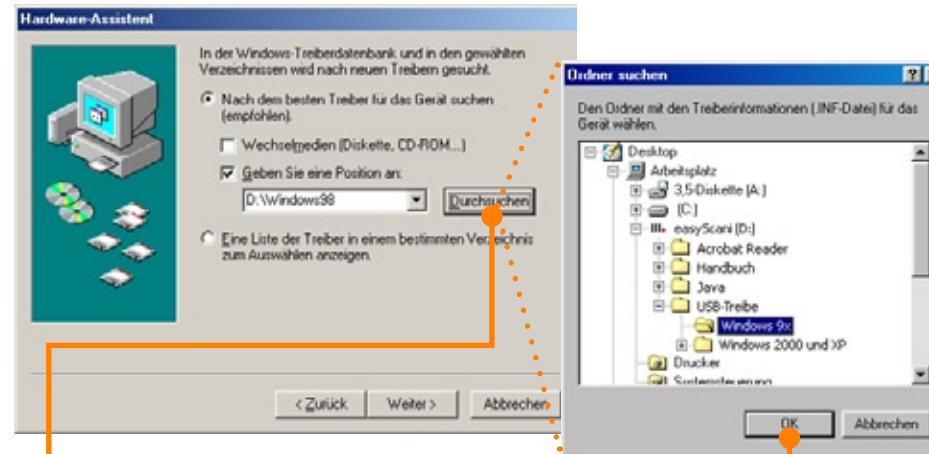 Hardware-Assistent
In der Windows-Treiberdatenbank und in den gewählten
Verzeichnissen wird nach neuen Treibern gesucht.
Nach dem besten Treiber für das Gerät suchen
(empfohlen).
Wechselmedien (Diskette, CD-ROM...)
Geben Sie eine Position an:
D:\Windows98
Durchsuchen
Eine Liste der Treiber in einem bestimmten Verzeichnis
zum Auswählen anzeigen.
< Zurück
Weiter >
Abbrechen
Ordner suchen
Den Ordner mit den Treiberinformationen (.INF-Datei) für das
Gerät wählen.
Desktop
Arbeitsplatz
3,5-Diskette (A:)
(C:)
easyScani (D:)
Acrobat Reader
Handbuch
Java
USB-Treibe
Windows 9x
Windows 2000 und XP
Drucker
Systemsteuerung
OK
Abbrechen